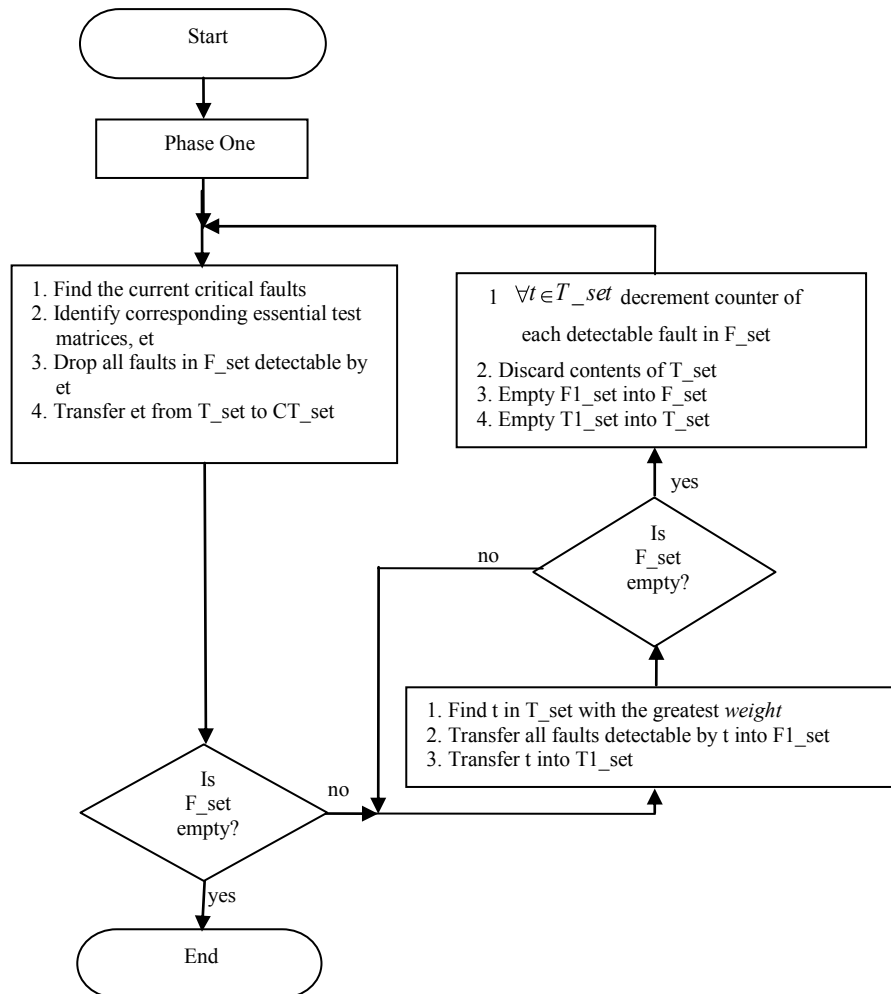 Start
Phase One
1. Find the current critical faults
2. Identify corresponding essential test
matrices, et
3. Drop all faults in F_set detectable by
et
4. Transfer et from T_set to CT_set
1 ∀t ∈ T _ set decrement counter of
each detectable fault in F_set
2. Discard contents of T_set
3. Empty F1_set into F_set
4. Empty T1_set into T_set
yes
Is
F_set
empty?
no
1. Find t in T_set with the greatest weight
2. Transfer all faults detectable by t into F1_set
3. Transfer t into T1_set
Is
F_set
empty?
no
yes
End